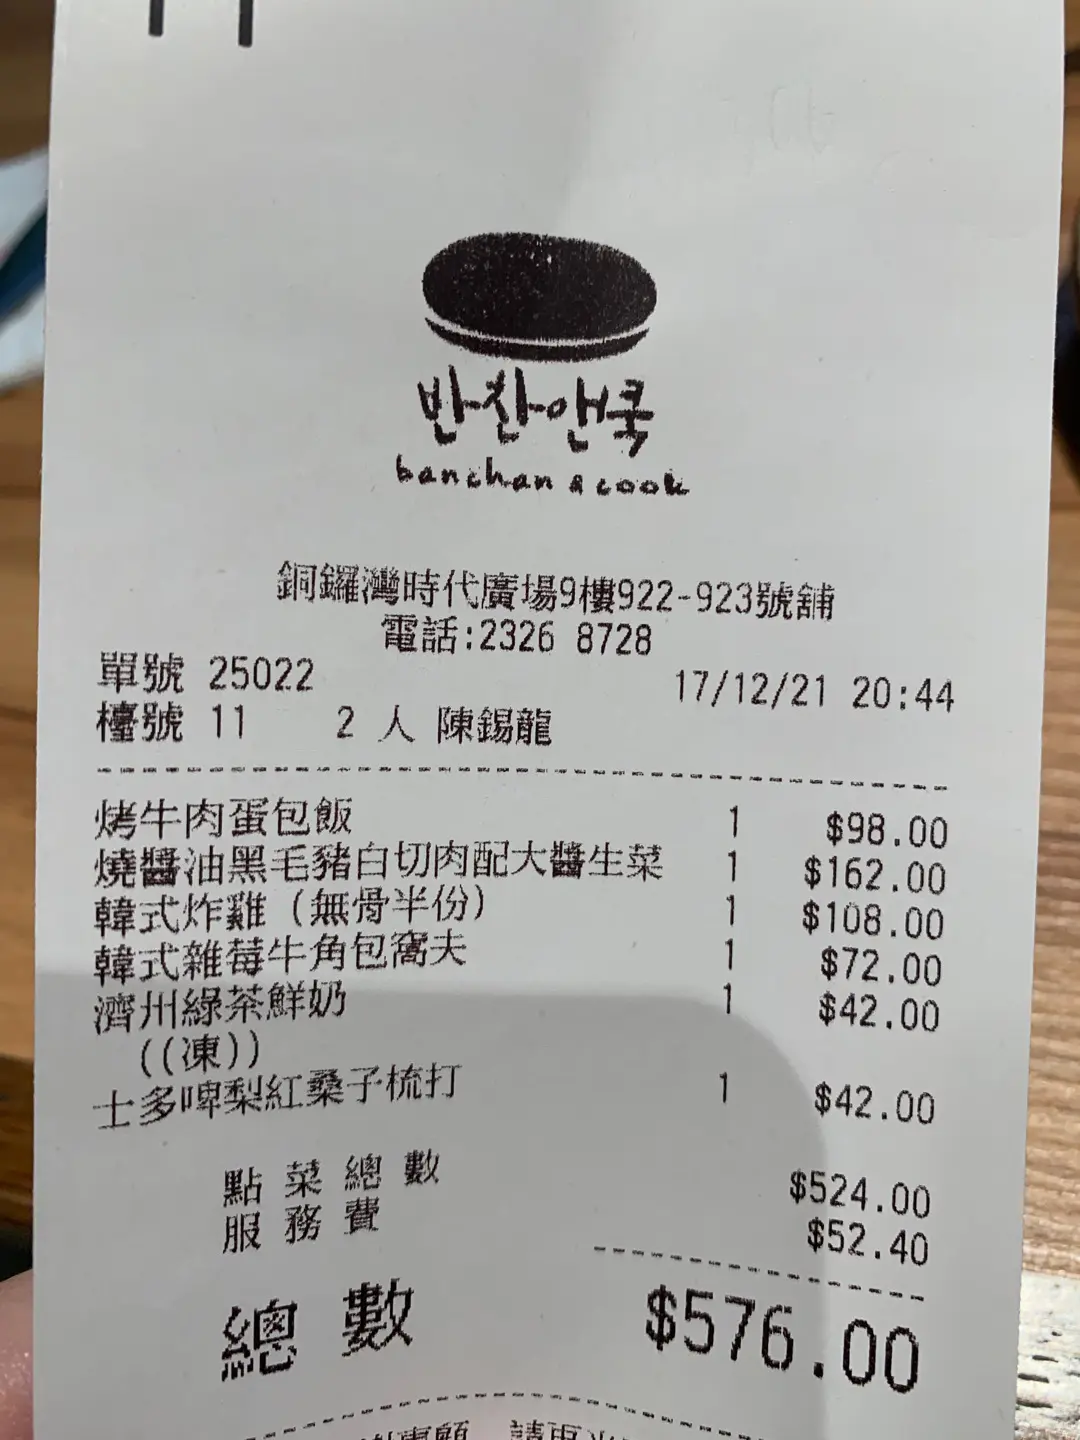 반찬앤쿡
banchan & cook
銅鑼灣時代廣場9樓922-923號舖
電話:2326 8728
單號 25022 17/12/21 20:44
檯號 11 2 人 陳錫龍
烤牛肉蛋包飯 1 $98.00
燒醬油黑毛豬白切肉配大醬生菜 1 $162.00
韓式炸雞 (無骨半份) 1 $108.00
韓式雜莓牛角包窩夫 1 $72.00
濟州綠茶鮮奶 1 $42.00
((凍))
士多啤梨紅桑子梳打 1 $42.00
點菜總數 $524.00
服務費 $52.40
總數 $576.00